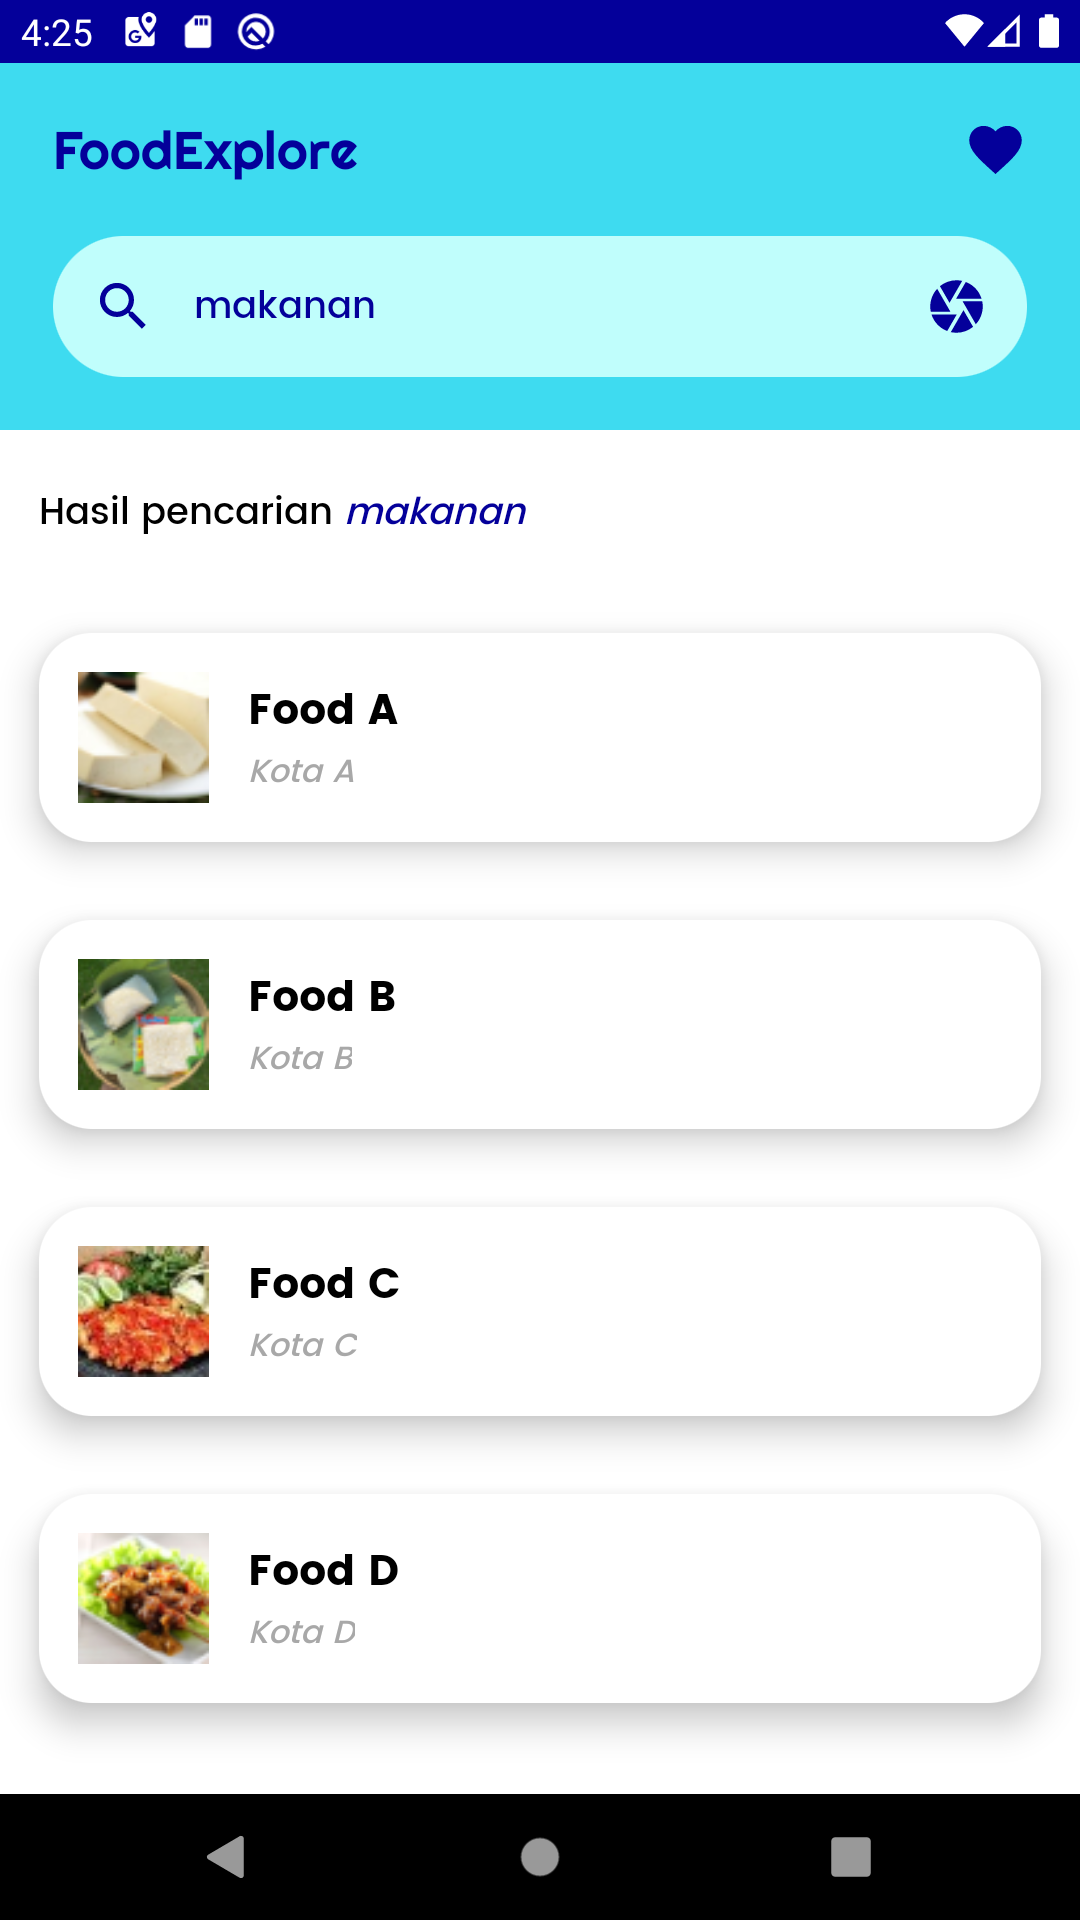 4:25
FoodExplore
makanan
Hasil pencarian makanan
Food A
Kota A
Food B
Kota B
Food C
Kota C
Food D
Kota D